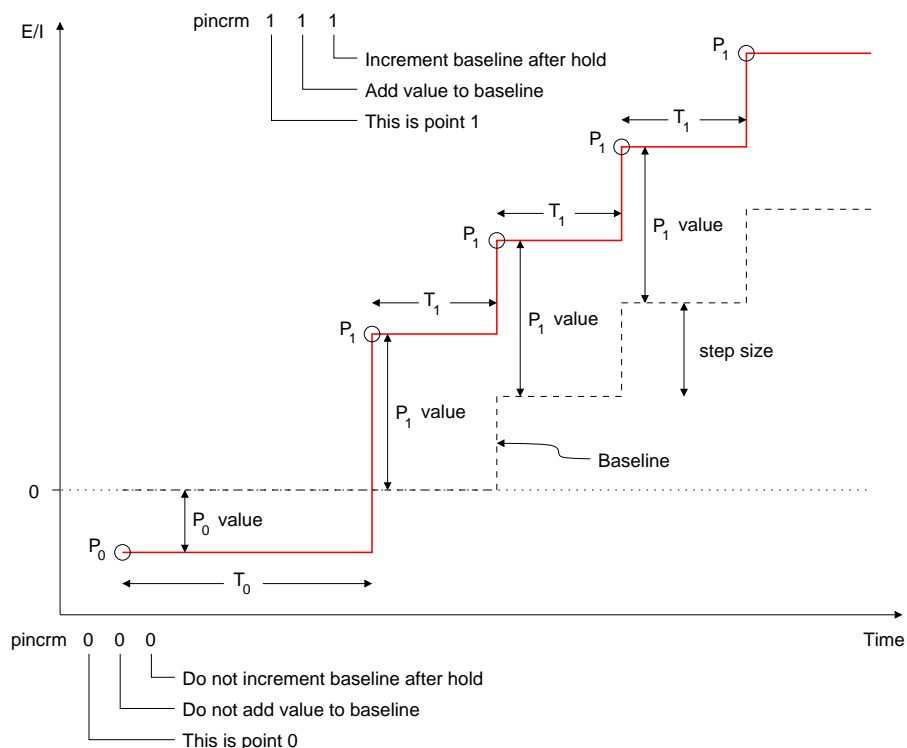 pincrm 1 1 1
E/I
Increment baseline after hold
Add value to baseline
This is point 1
P1
T1
P1
T1
P1
P1 value
T1
P1
P1 value
step size
P1 value
Baseline
0
P0 value
P0
T0
pincrm 0 0 0
Time
Do not increment baseline after hold
Do not add value to baseline
This is point 0